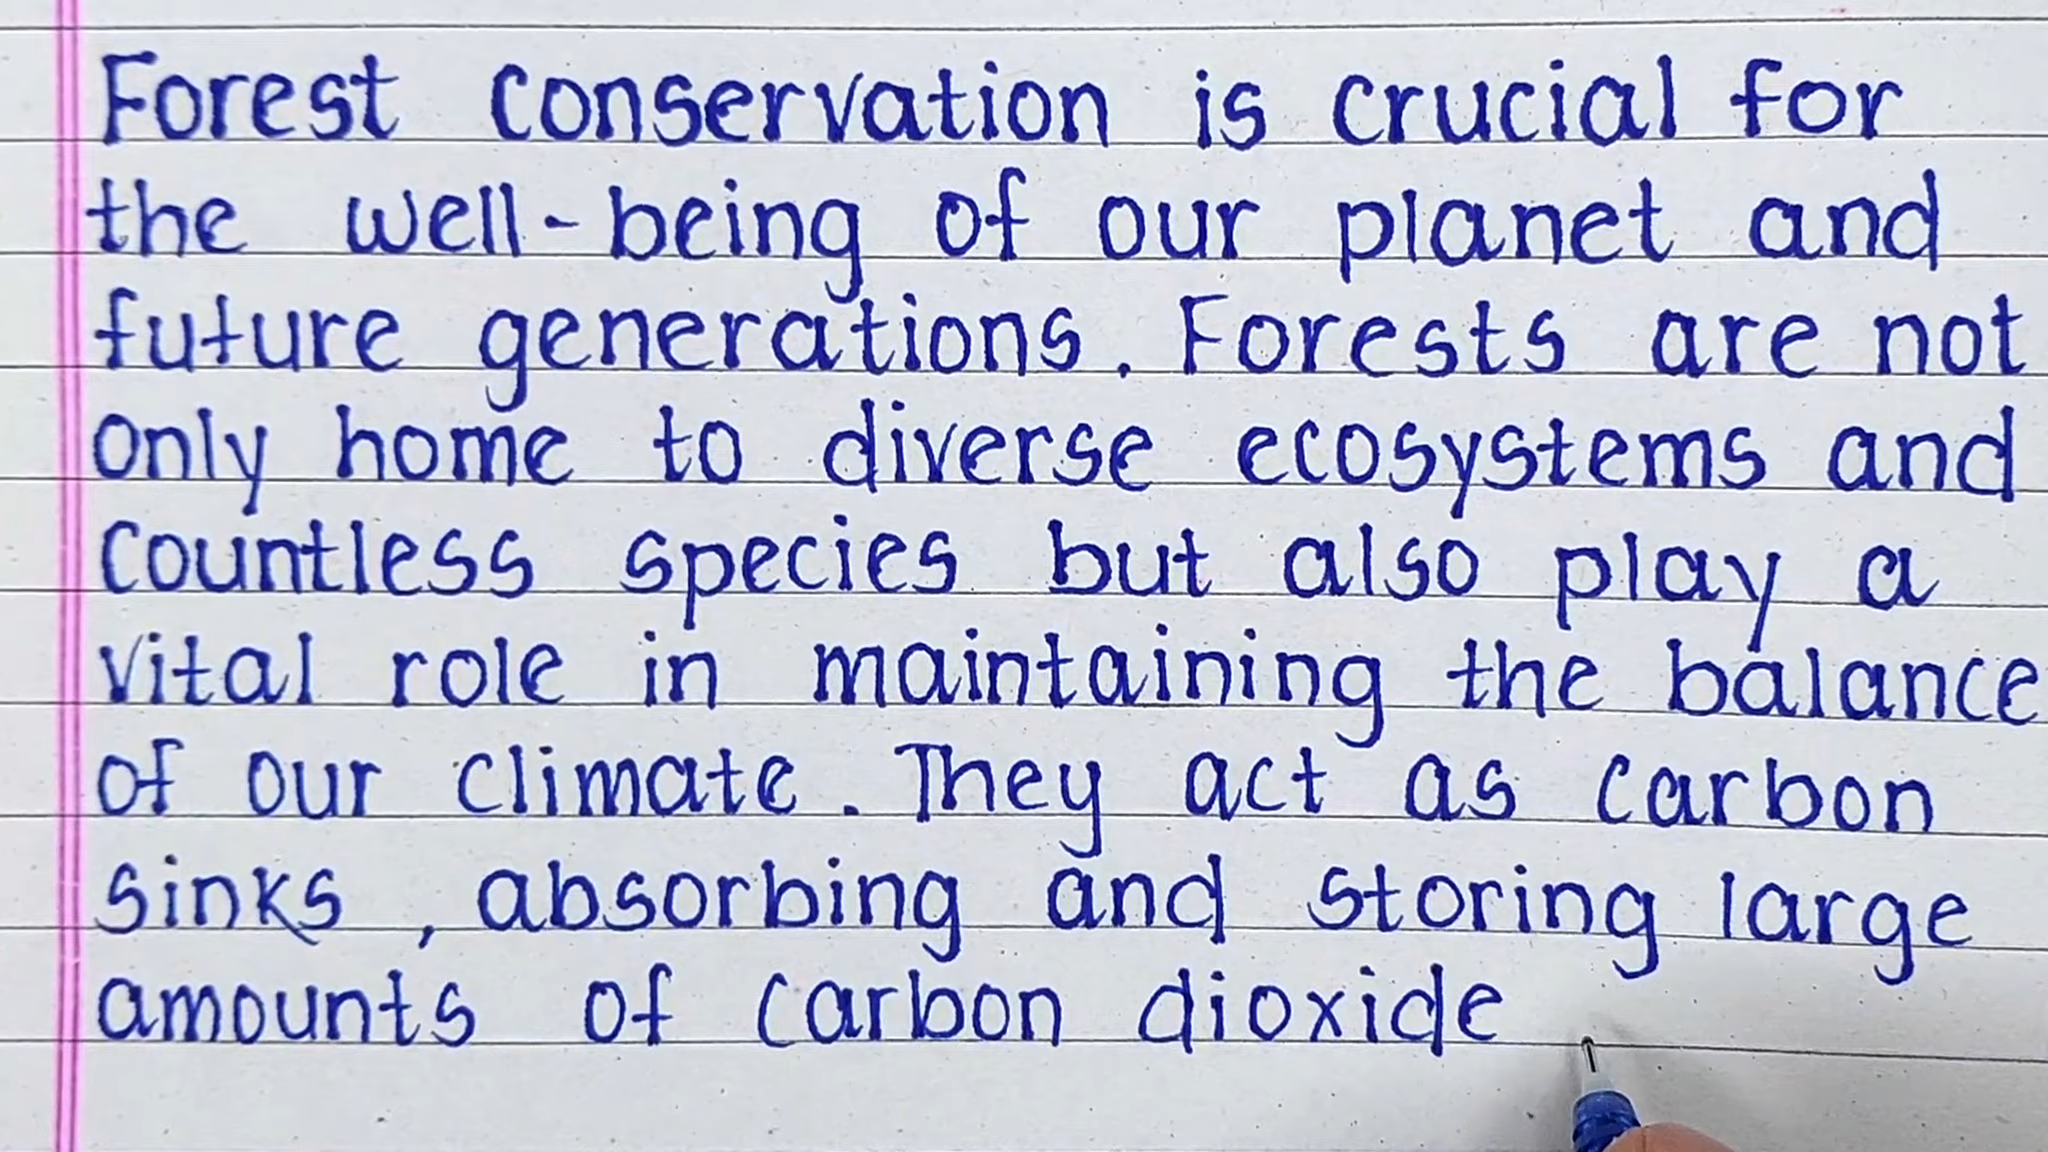 Forest conservation is crucial for
the well-being of our planet and
future generations. Forests are not
only home to diverse ecosystems and
countless species but also play a
vital role in maintaining the balance
of our climate. They act as carbon
sinks, absorbing and storing large
amounts of carbon dioxide